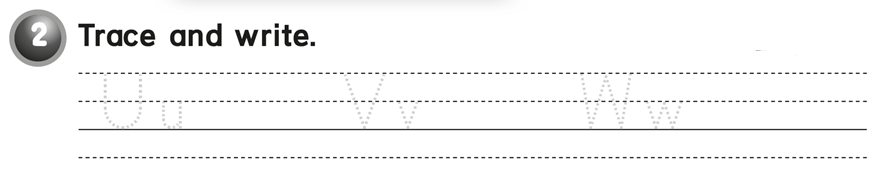 2 Trace and write.
Uu Vv Ww